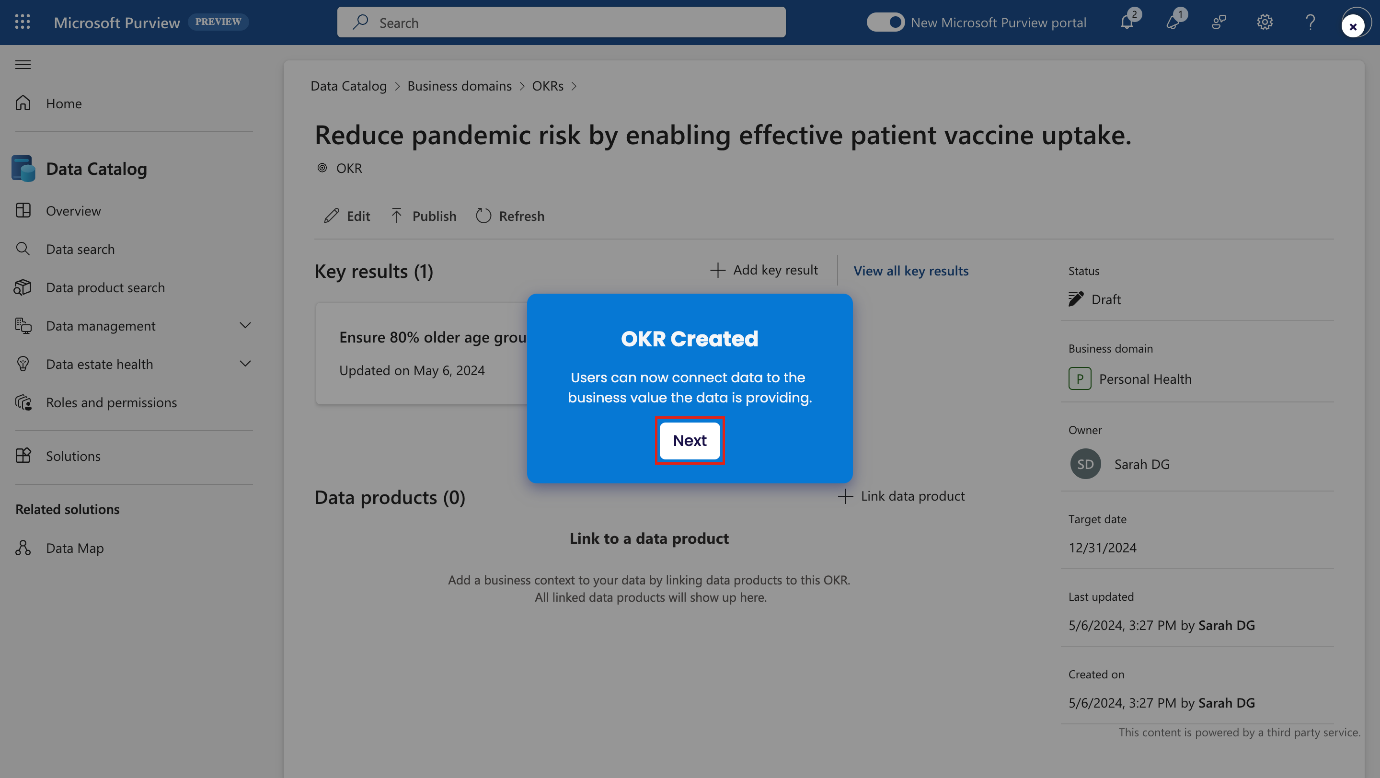 Microsoft Purview PREVIEW
Search
New Microsoft Purview portal
2
1
Home
Data Catalog
Overview
Data search
Data product search
Data management
Data estate health
Roles and permissions
Solutions
Related solutions
Data Map
Data Catalog > Business domains > OKRs >
Reduce pandemic risk by enabling effective patient vaccine uptake.
OKR
Edit Publish Refresh
Key results (1)
Add key result
View all key results
Ensure 80% older age grou
Updated on May 6, 2024
OKR Created
Users can now connect data to the
business value the data is providing.
Next
Data products (0)
Link data product
Link to a data product
Add a business context to your data by linking data products to this OKR.
All linked data products will show up here.
Status
Draft
Business domain
P Personal Health
Owner
SD Sarah DG
Target date
12/31/2024
Last updated
5/6/2024, 3:27 PM by Sarah DG
Created on
5/6/2024, 3:27 PM by Sarah DG
This content is powered by a third party service.